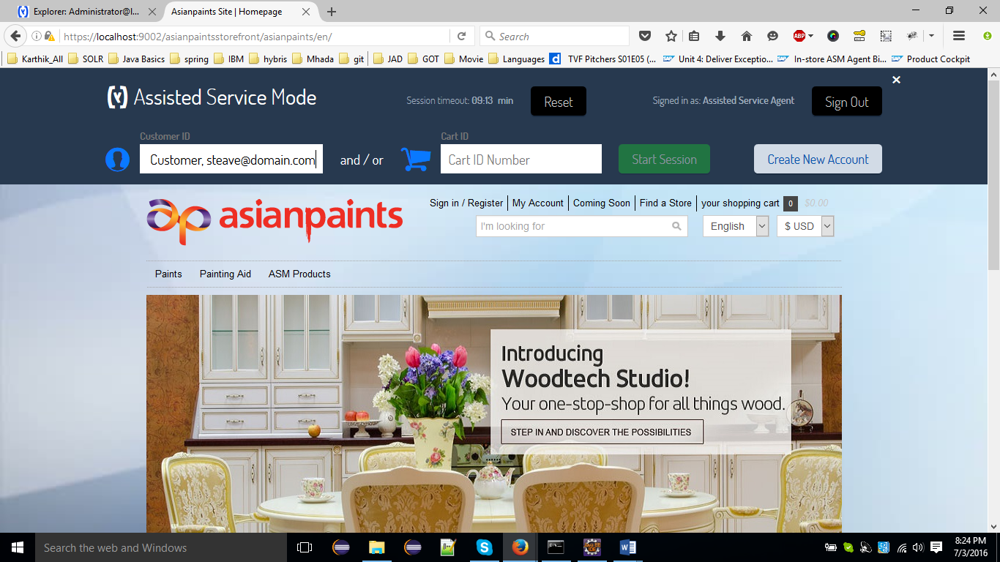 Explorer: Administrator@l...
Asianpaints Site | Homepage
https://localhost:9002/asianpaintsstorefront/asianpaints/en/
Search
ABP
Karthik_All SOLR Java Basics spring IBM hybris Mhada git JAD GOT Movie Languages TVF Pitchers S01E05 (... Unit 4: Deliver Exceptio... In-store ASM Agent Bi... Product Cockpit
Assisted Service Mode
Session timeout: 09:13 min
Reset
Signed in as: Assisted Service Agent
Sign Out
Customer ID
Cart ID
Customer, steave@domain.com
and / or
Cart ID Number
Start Session
Create New Account
asianpaints
Sign in / Register My Account Coming Soon Find a Store your shopping cart 0 $0.00
I'm looking for
English
$ USD
Paints Painting Aid ASM Products
Introducing
Woodtech Studio!
Your one-stop-shop for all things wood.
STEP IN AND DISCOVER THE POSSIBILITIES
Search the web and Windows
8:24 PM
7/3/2016